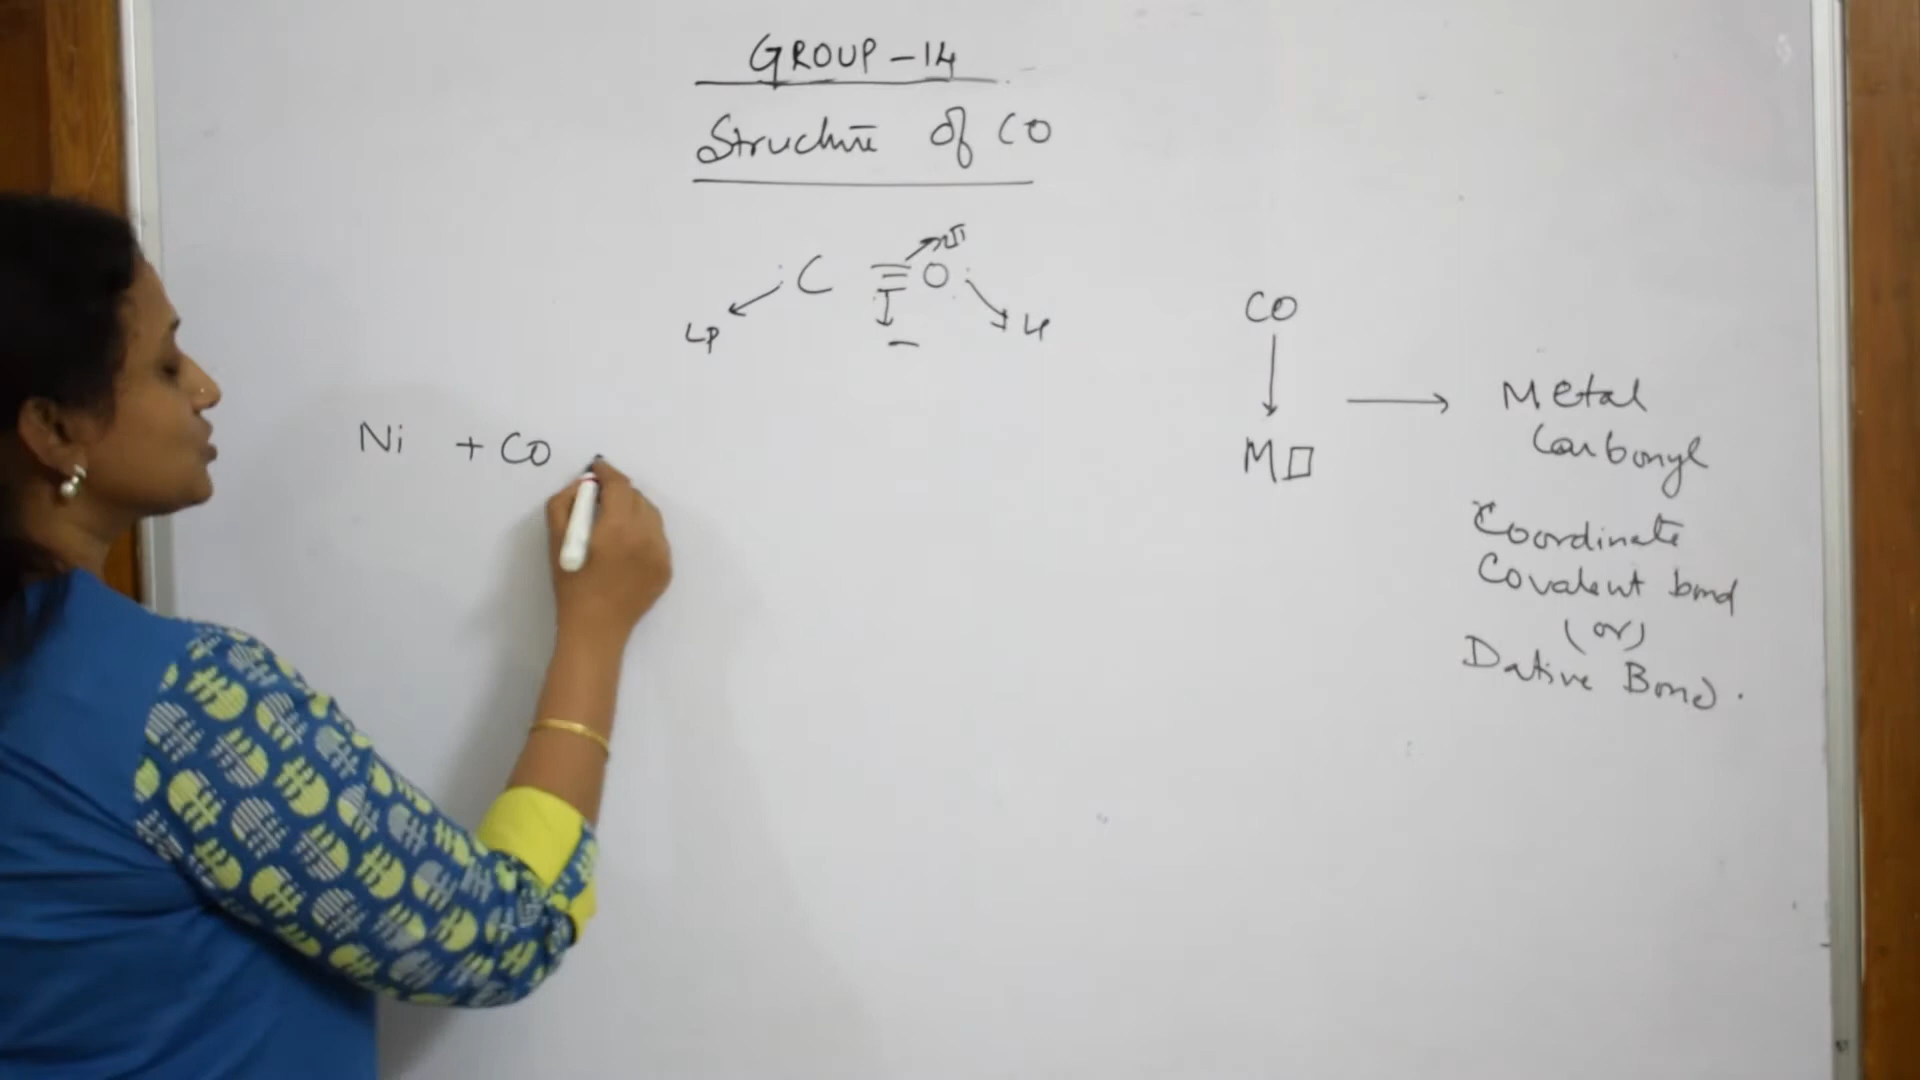 GROUP - 14
Structure of CO
C ≡ O
π
Lp
Lp
Ni + CO
CO
M
Metal
Carbonyl
Coordinate
Covalent bond
(or)
Dative Bond.